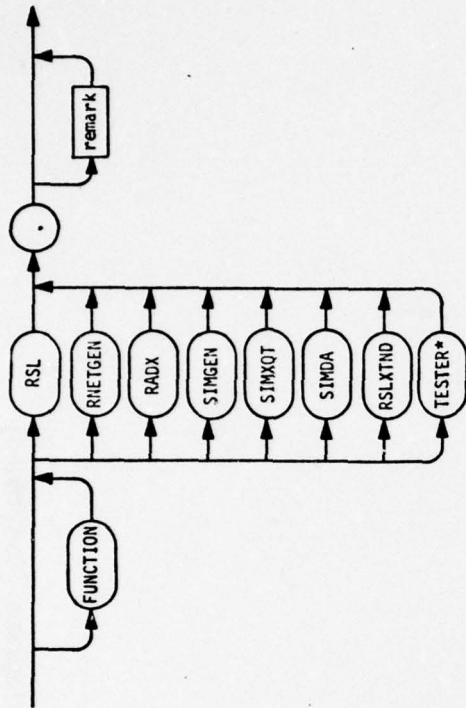 FUNCTION
RSL
RNETGEN
RADX
SIMGEN
SIMXQT
SIMDA
RSLXTND
TESTER*
.
remark